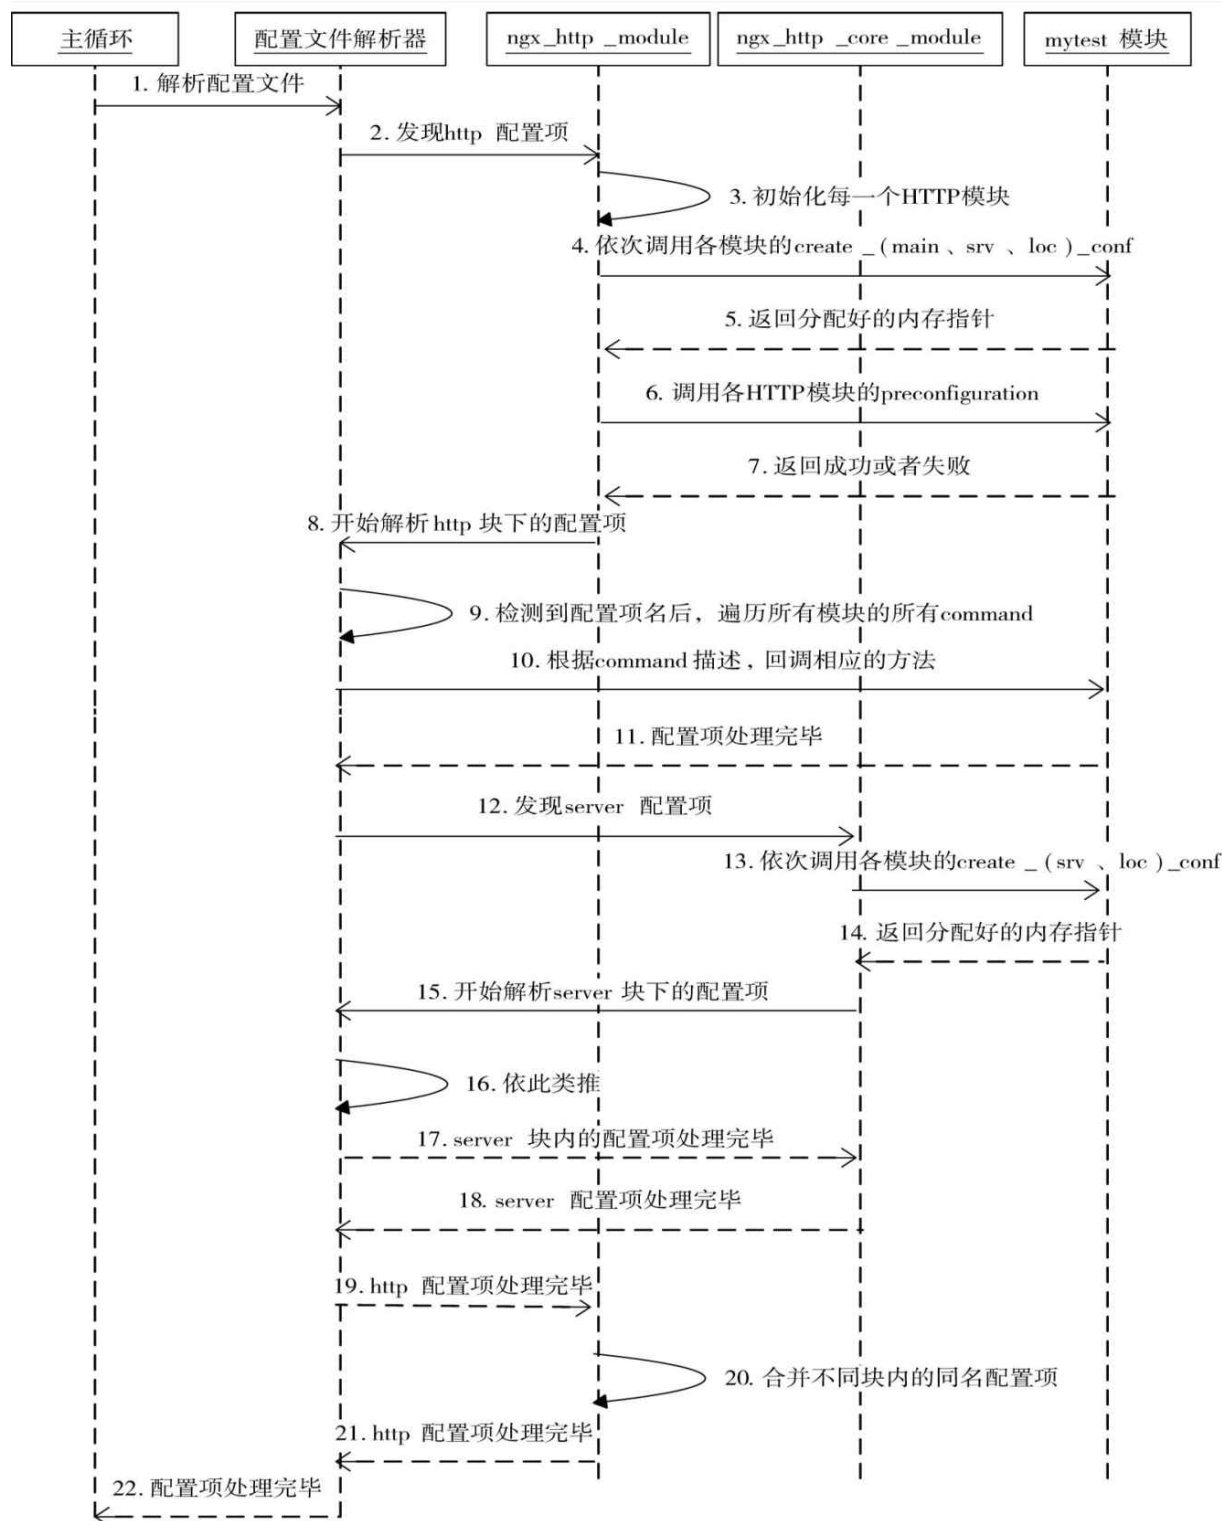 主循环
配置文件解析器
ngx_http _module
ngx_http _core _module
mytest 模块
1. 解析配置文件
2. 发现http 配置项
3. 初始化每一个HTTP模块
4. 依次调用各模块的create _ ( main 、srv 、loc ) _conf
5. 返回分配好的内存指针
6. 调用各HTTP模块的preconfiguration
7. 返回成功或者失败
8. 开始解析http 块下的配置项
9. 检测到配置项名后，遍历所有模块的所有command
10. 根据command 描述，回调相应的方法
11. 配置项处理完毕
12. 发现server 配置项
13. 依次调用各模块的create _ ( srv 、loc ) _conf
14. 返回分配好的内存指针
15. 开始解析server 块下的配置项
16. 依此类推
17. server 块内的配置项处理完毕
18. server 配置项处理完毕
19. http 配置项处理完毕
20. 合并不同块内的同名配置项
21. http 配置项处理完毕
22. 配置项处理完毕